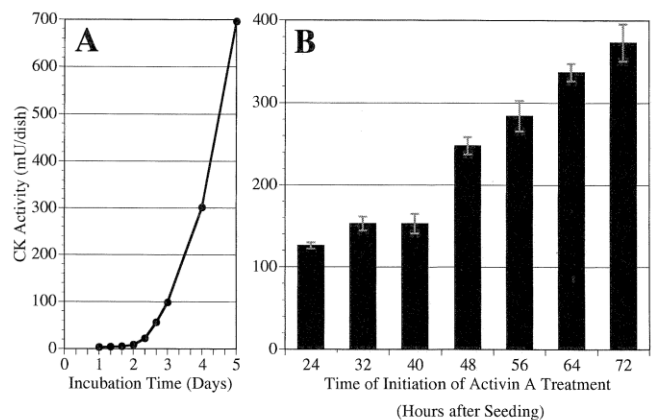 A
B
CK Activity (mU/dish)
700
600
500
400
300
200
100
0
0 1 2 3 4 5
Incubation Time (Days)
400
300
200
100
0
24 32 40 48 56 64 72
Time of Initiation of Activin A Treatment
(Hours after Seeding)